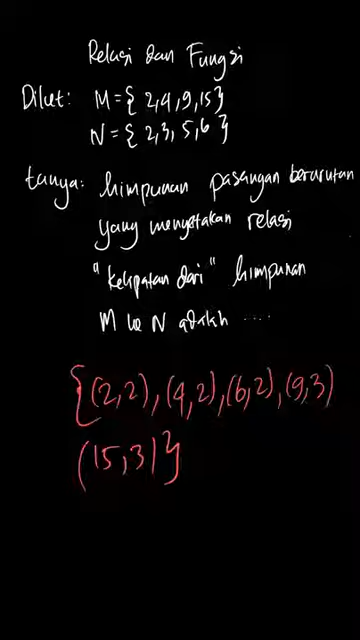 Relasi dan Fungsi
Diket: M = { 2,4,9,15 }
N = { 2,3,5,6 }
tanya: himpunan pasangan berurutan
yang menyatakan relasi
"kelipatan dari" himpunan
M ke N adalah ....
{ (2,2), (4,2), (6,2), (9,3)
(15,3) }